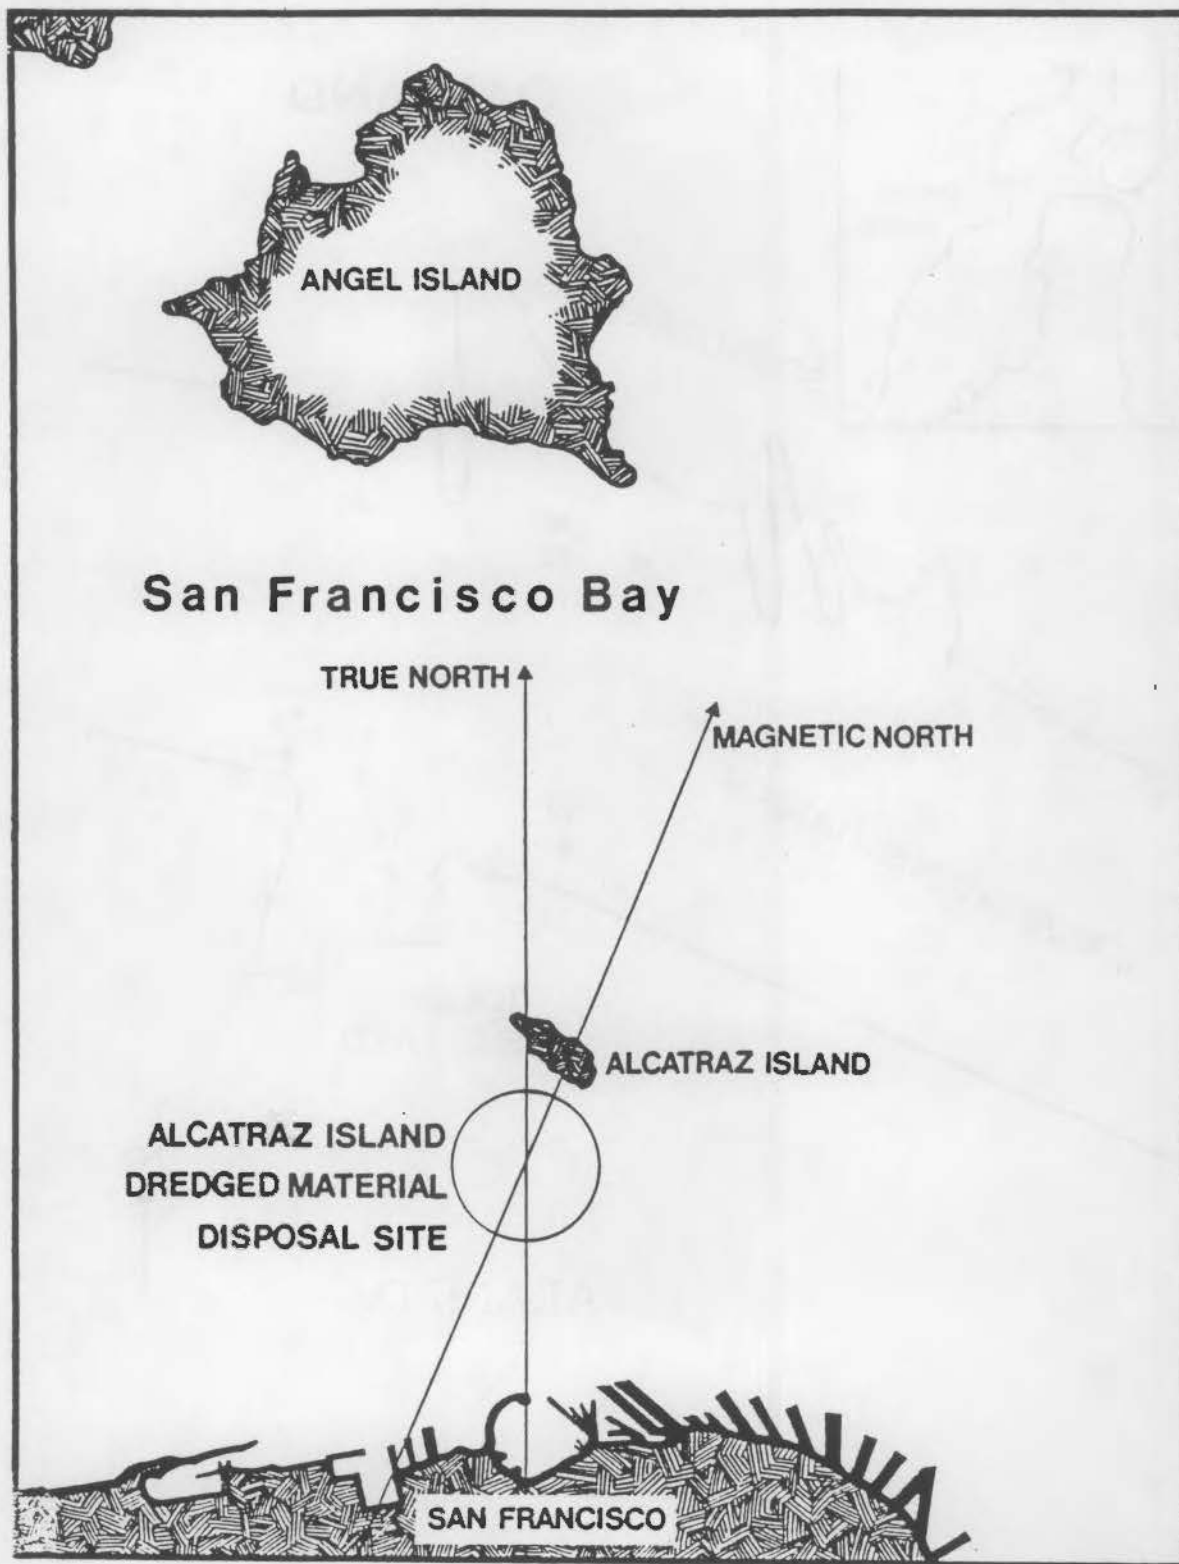 ANGEL ISLAND
San Francisco Bay
TRUE NORTH
MAGNETIC NORTH
ALCATRAZ ISLAND
ALCATRAZ ISLAND
DREDGED MATERIAL
DISPOSAL SITE
SAN FRANCISCO